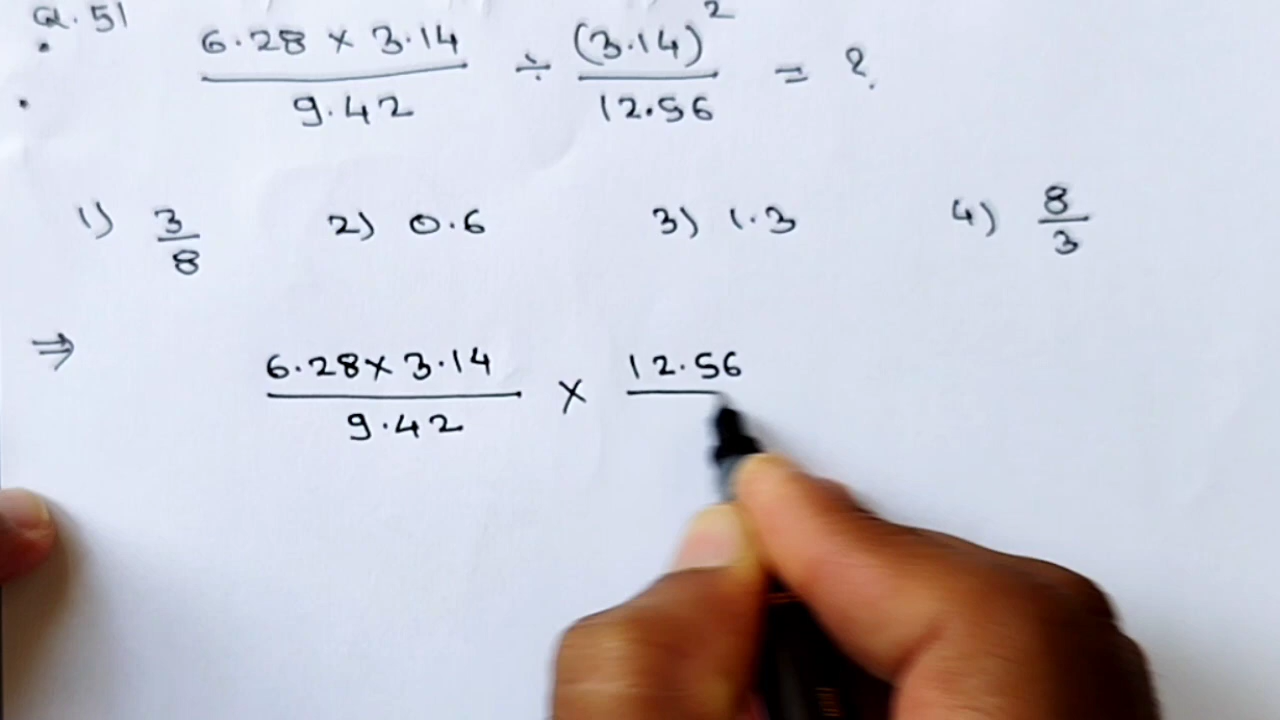 Q.51
6.28 × 3.14 / 9.42 ÷ (3.14)² / 12.56 = ?
1) 3/8 2) 0.6 3) 1.3 4) 8/3
⇒ 6.28 × 3.14 / 9.42 × 12.56 /